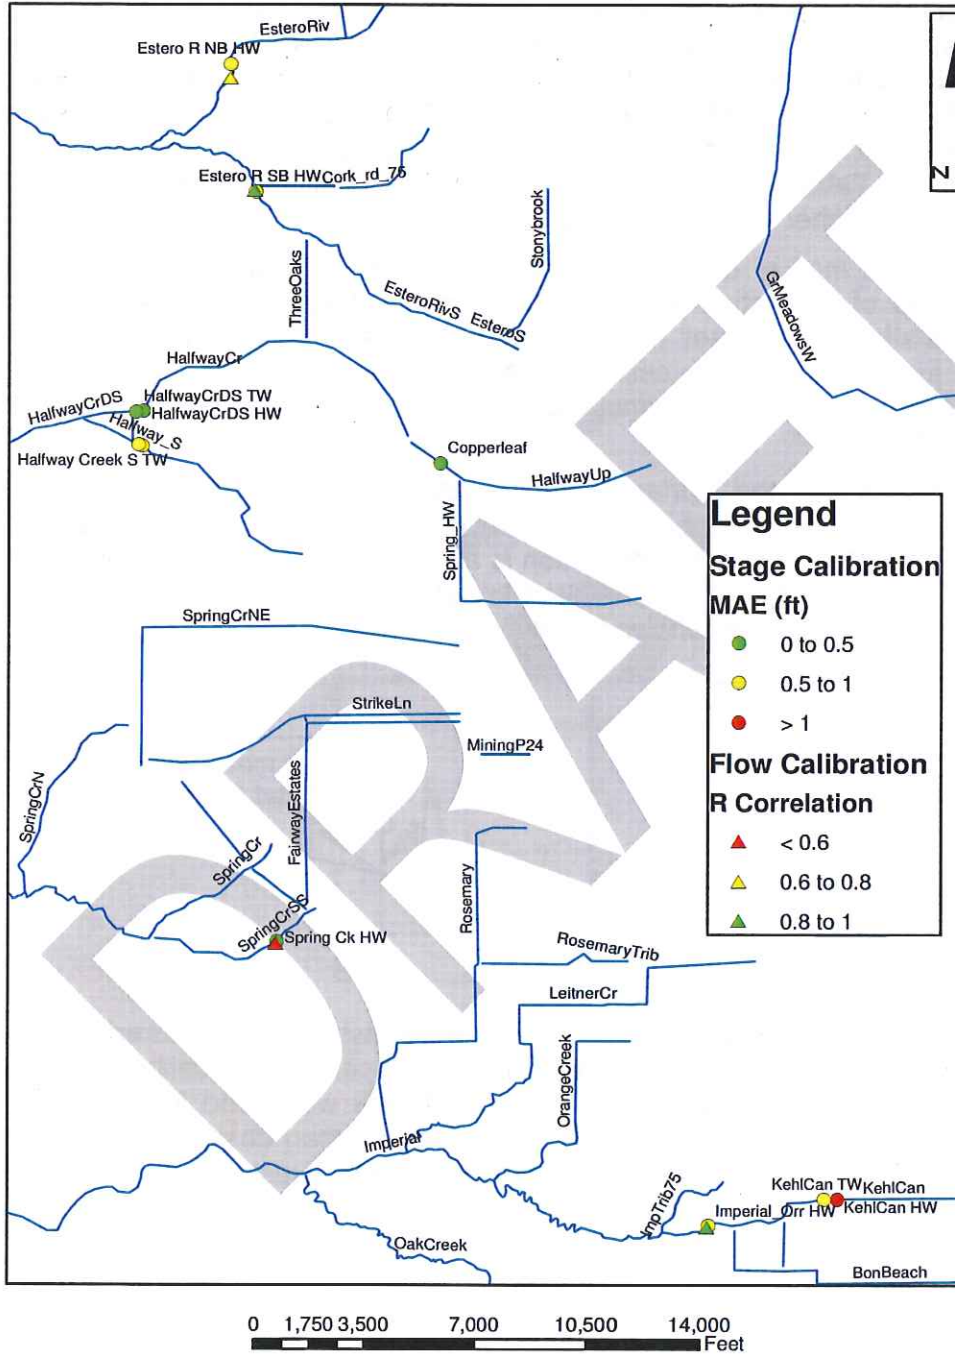 EsteroRiv
Estero R NB HW
Z
Estero R SB HW
Cork_rd_75
Stonybrook
ThreeOaks
GrMeadowsW
EsteroRivS
EsteroS
HalfwayCr
HalfwayCrDS
HalfwayCrDS TW
HalfwayCrDS HW
Halfway_S
Halfway Creek S TW
Copperleaf
HalfwayUp
Spring_HW
Legend
Stage Calibration
MAE (ft)
0 to 0.5
0.5 to 1
> 1
Flow Calibration
R Correlation
< 0.6
0.6 to 0.8
0.8 to 1
SpringCrNE
StrikeLn
MiningP24
SpringCrN
FairwayEstates
SpringCr
SpringCrSS
Spring Ck HW
Rosemary
RosemaryTrib
LeitnerCr
OrangeCreek
Imperial
ImpTrib75
KehlCan TW
KehlCan
KehlCan HW
Imperial_Orr HW
OakCreek
BonBeach
DRAFT
0 1,750 3,500 7,000 10,500 14,000
Feet